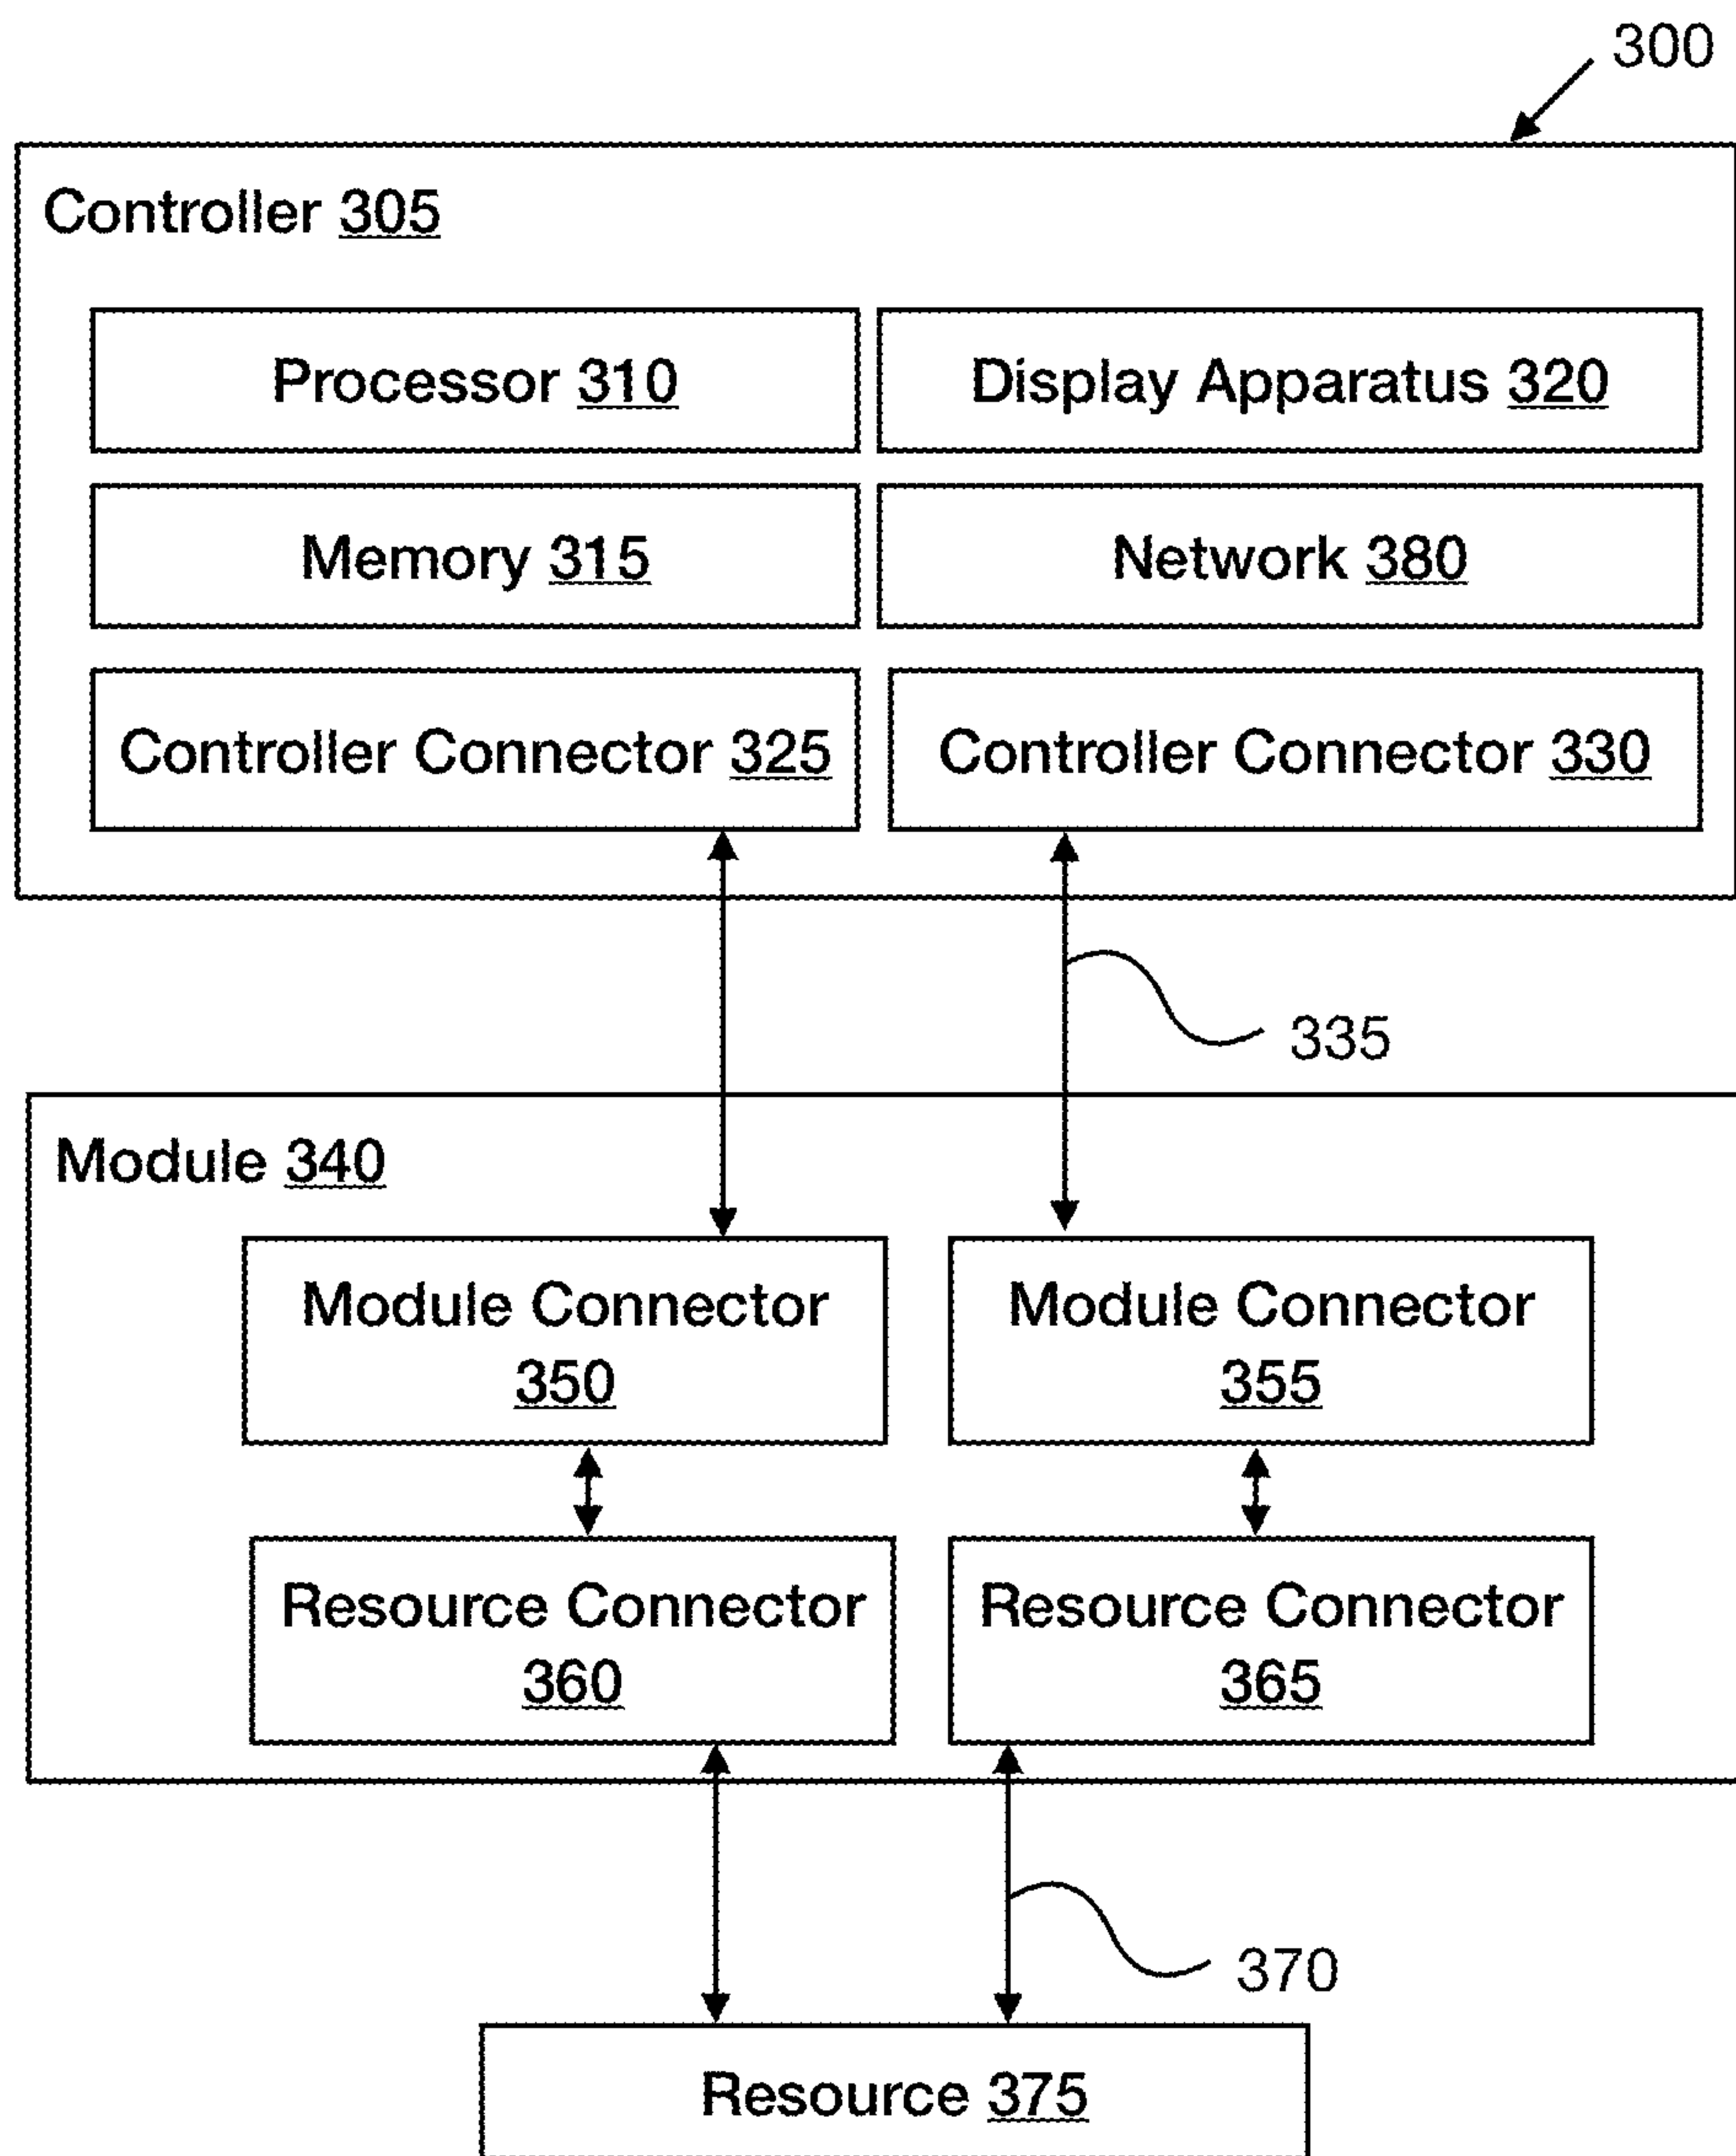 300
Controller 305
Processor 310
Display Apparatus 320
Memory 315
Network 380
Controller Connector 325
Controller Connector 330
335
Module 340
Module Connector
350
Module Connector
355
Resource Connector
360
Resource Connector
365
370
Resource 375